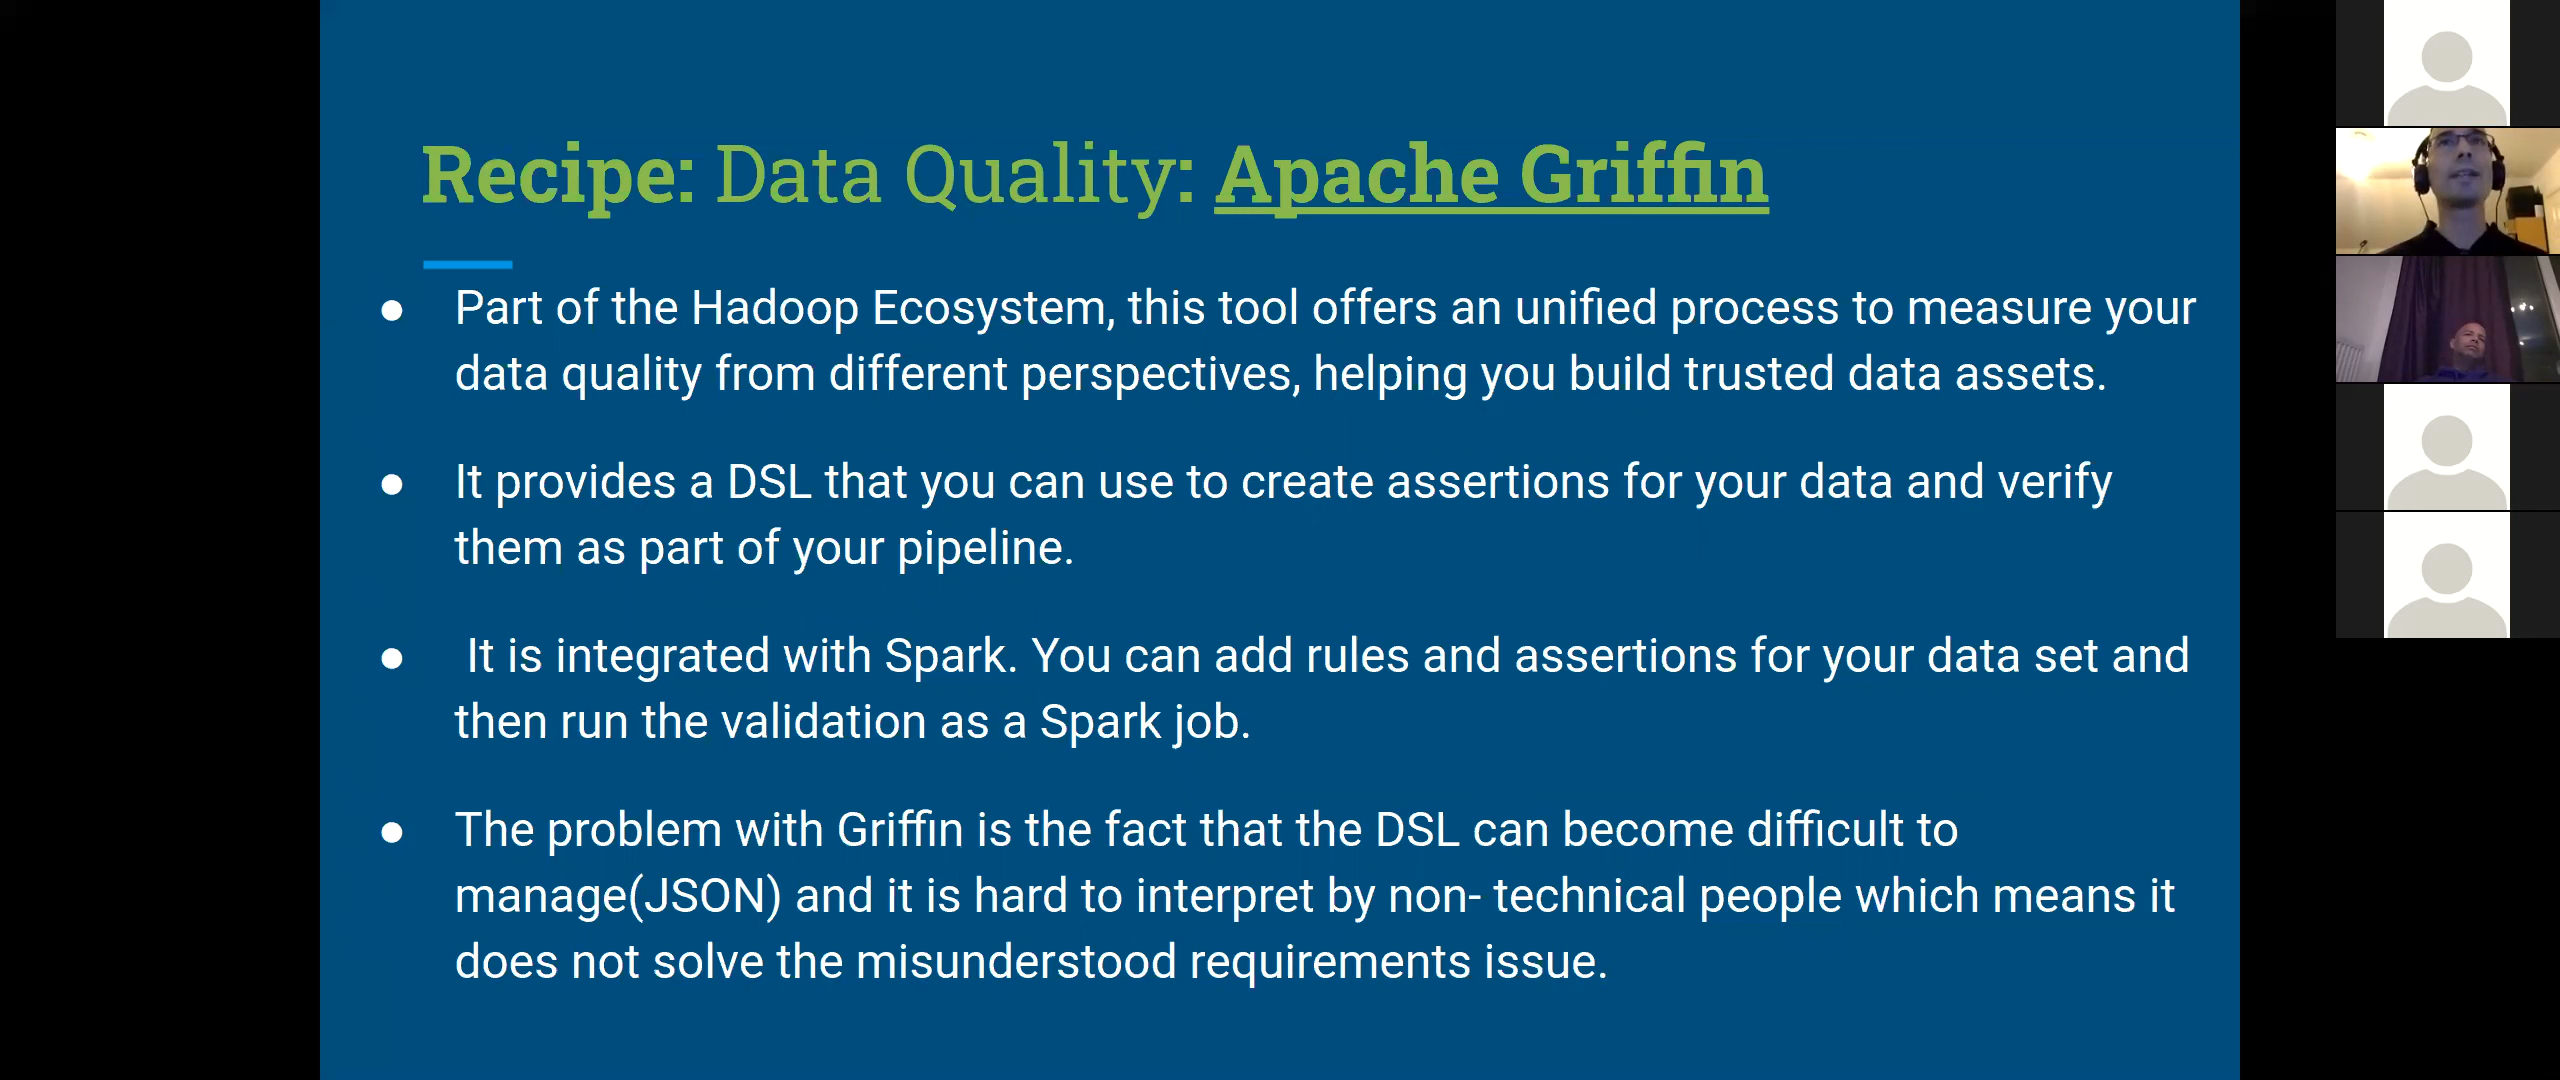 Recipe: Data Quality: Apache Griffin
● Part of the Hadoop Ecosystem, this tool offers an unified process to measure your
data quality from different perspectives, helping you build trusted data assets.
● It provides a DSL that you can use to create assertions for your data and verify
them as part of your pipeline.
● It is integrated with Spark. You can add rules and assertions for your data set and
then run the validation as a Spark job.
● The problem with Griffin is the fact that the DSL can become difficult to
manage(JSON) and it is hard to interpret by non- technical people which means it
does not solve the misunderstood requirements issue.